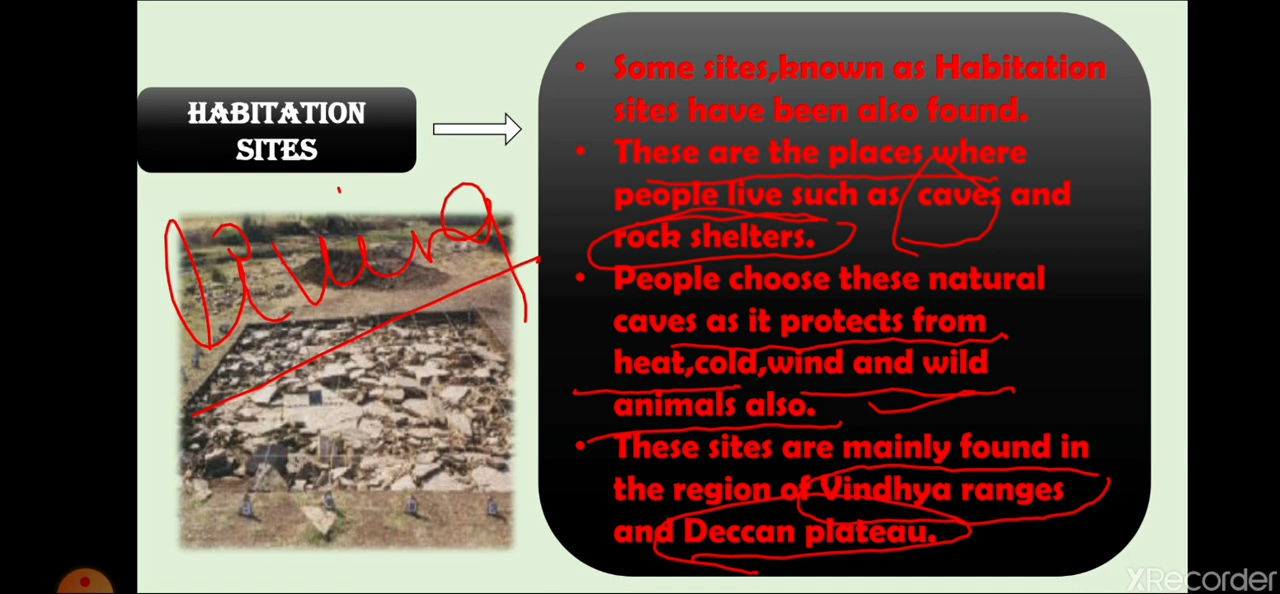 HABITATION
SITES
Living
• Some sites,known as Habitation
sites have been also found.
• These are the places where
people live such as caves and
rock shelters.
• People choose these natural
caves as it protects from
heat,cold,wind and wild
animals also.
• These sites are mainly found in
the region of Vindhya ranges
and Deccan plateau.
XRecorder